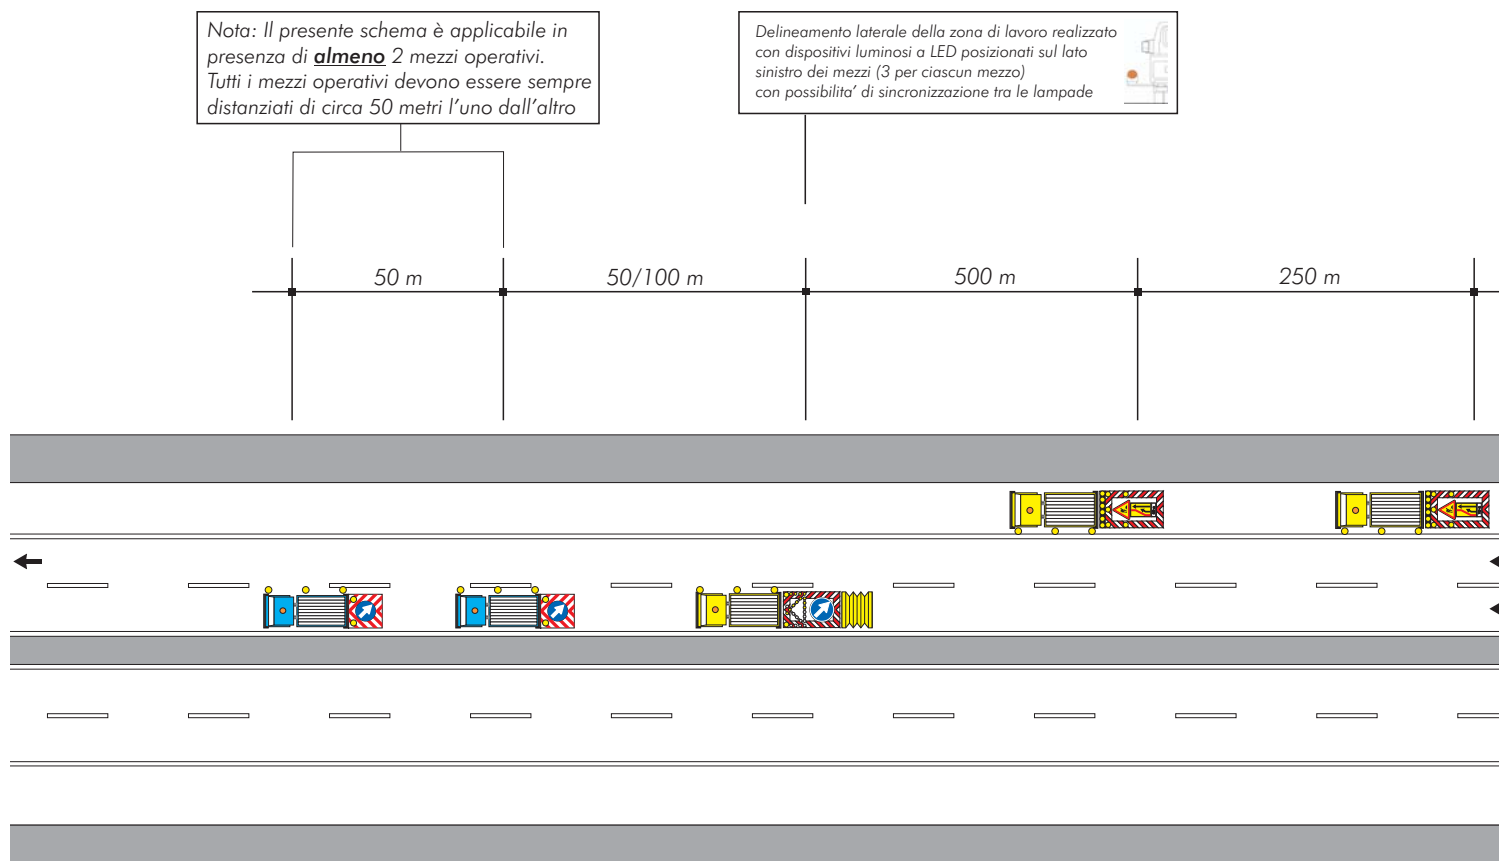 Nota: Il presente schema è applicabile in
presenza di almeno 2 mezzi operativi.
Tutti i mezzi operativi devono essere sempre
distanziati di circa 50 metri l'uno dall'altro
Delineamento laterale della zona di lavoro realizzato
con dispositivi luminosi a LED posizionati sul lato
sinistro dei mezzi (3 per ciascun mezzo)
con possibilita' di sincronizzazione tra le lampade
50 m
50/100 m
500 m
250 m